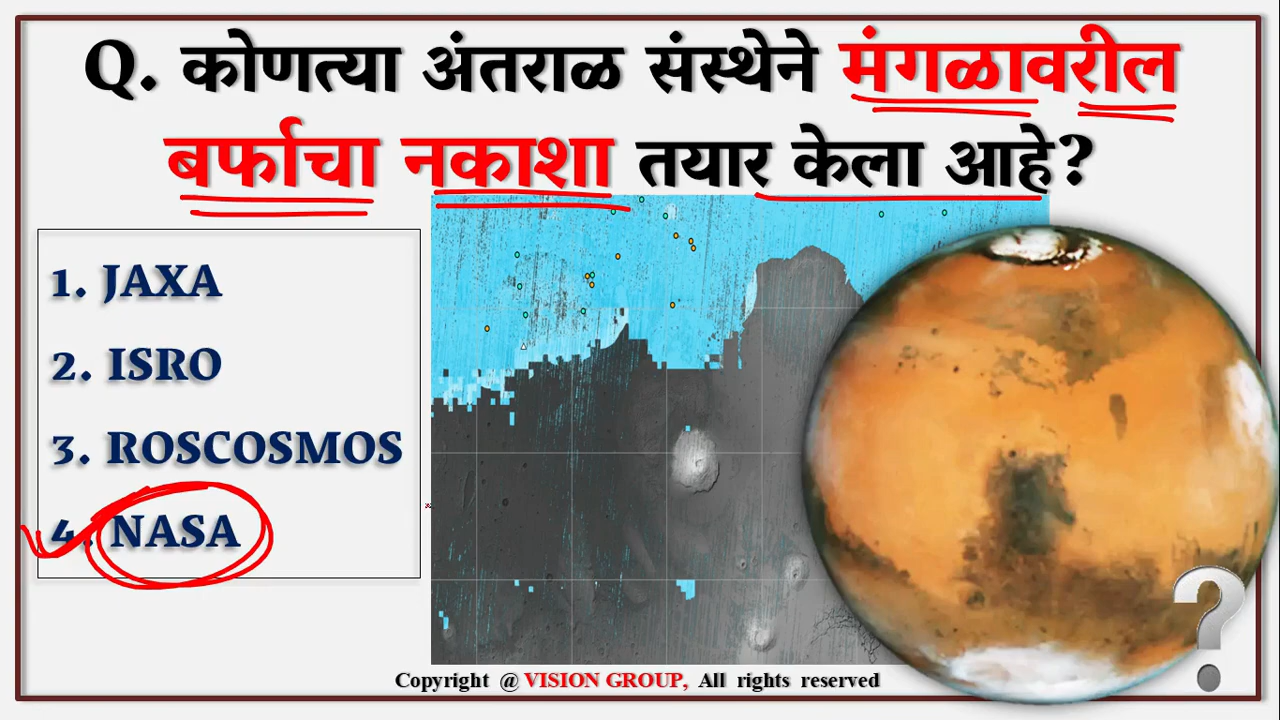 Q. कोणत्या अंतराळ संस्थेने मंगळावरील
बर्फाचा नकाशा तयार केला आहे?
1. JAXA
2. ISRO
3. ROSCOSMOS
4. NASA
?
Copyright @ VISION GROUP, All rights reserved